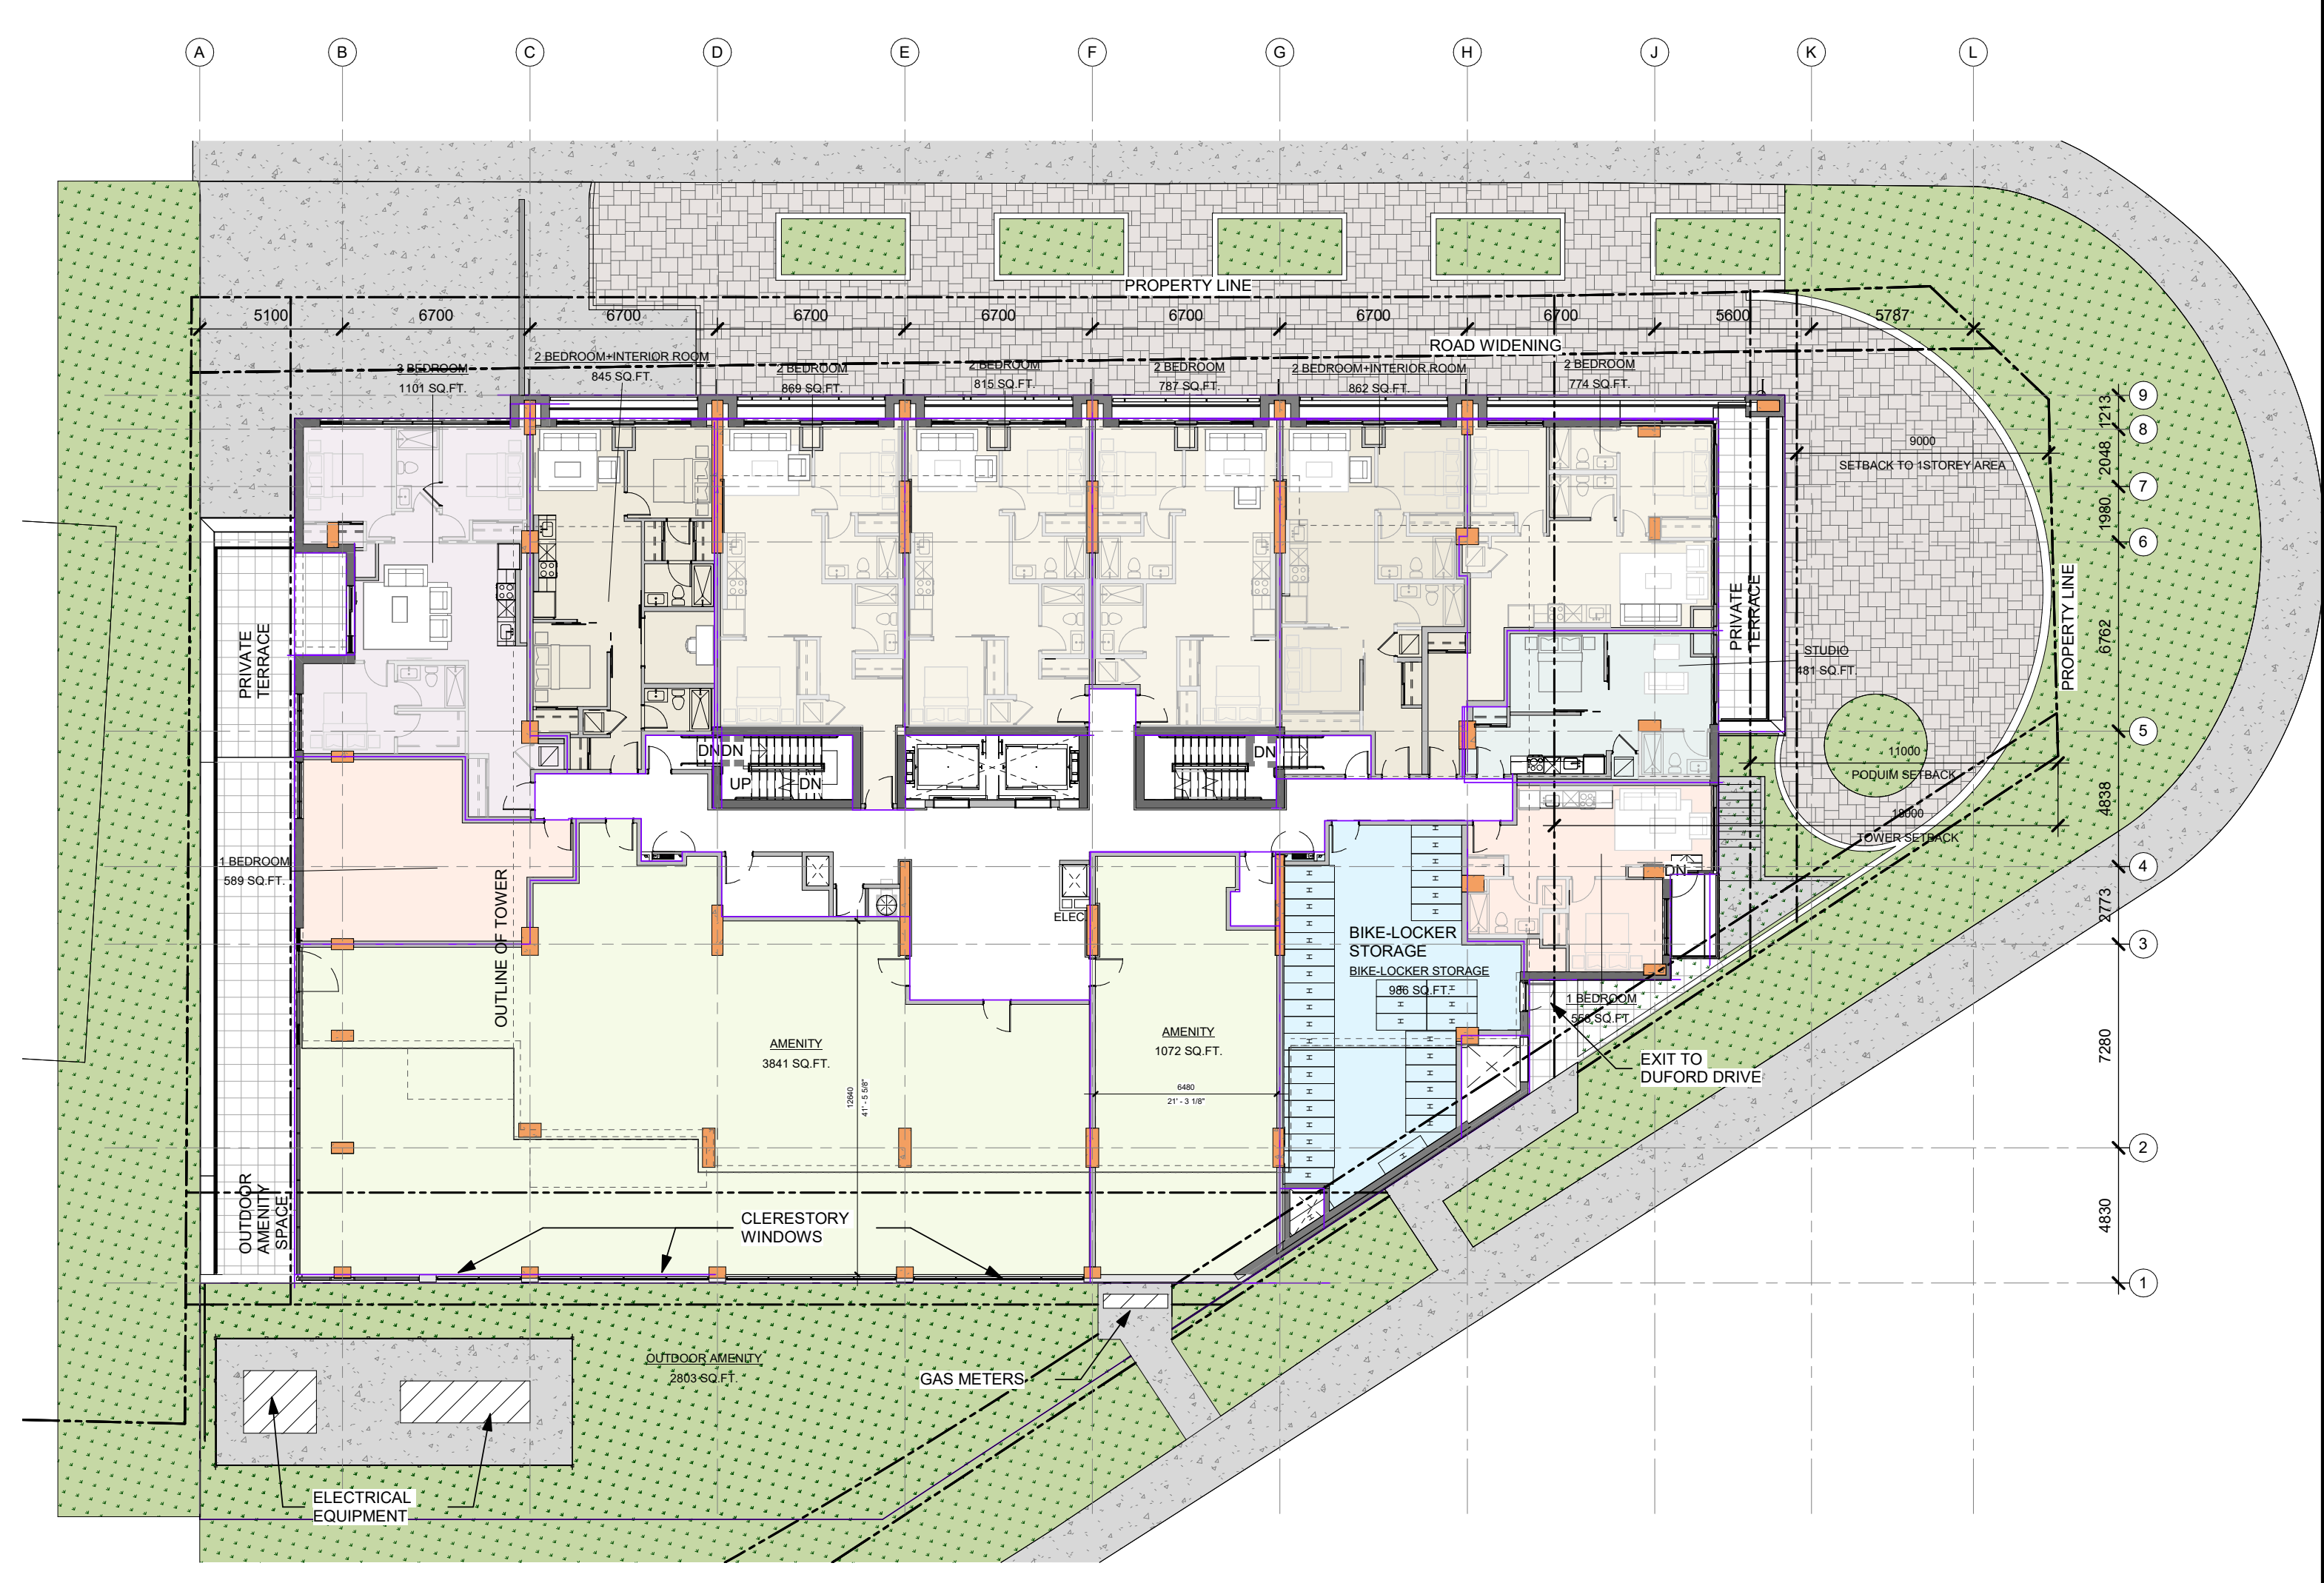 A
B
C
D
E
F
G
H
J
K
L
PROPERTY LINE
5100
6700
6700
6700
6700
6700
6700
6700
5600
5787
ROAD WIDENING
3 BEDROOM
1101 SQ.FT.
2 BEDROOM+INTERIOR ROOM
845 SQ.FT.
2 BEDROOM
869 SQ.FT.
2 BEDROOM
815 SQ.FT.
2 BEDROOM
787 SQ.FT.
2 BEDROOM+INTERIOR ROOM
862 SQ.FT.
2 BEDROOM
774 SQ.FT.
9
1213
8
2048
7
1980
6
6762
5
4838
4
2773
3
7280
2
4830
1
9000
SETBACK TO 1STOREY AREA
PROPERTY LINE
PRIVATE
TERRACE
PRIVATE
TERRACE
STUDIO
481 SQ.FT.
11000
PODUIM SETBACK
18000
TOWER SETBACK
DN
DN
UP
DN
DN
DN
1 BEDROOM
589 SQ.FT.
OUTLINE OF TOWER
ELEC.
BIKE-LOCKER
STORAGE
BIKE-LOCKER STORAGE
986 SQ.FT.
1 BEDROOM
SQ.FT.
EXIT TO
DUFORD DRIVE
AMENITY
3841 SQ.FT.
12640
41' - 5 5/8"
AMENITY
1072 SQ.FT.
6480
21' - 3 1/8"
OUTDOOR
AMENITY
SPACE
CLERESTORY
WINDOWS
OUTDOOR AMENITY
2803 SQ.FT.
GAS METERS
ELECTRICAL
EQUIPMENT